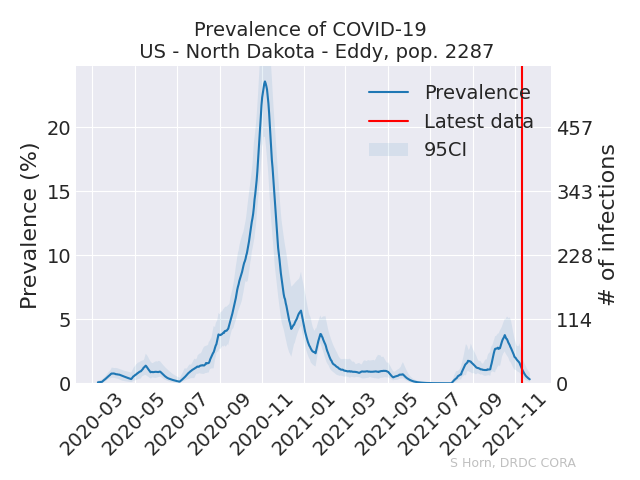 Prevalence of COVID-19
US - North Dakota - Eddy, pop. 2287
Prevalence
Latest data
95CI
Prevalence (%)
20
15
10
5
0
457
343
228
114
0
# of infections
2020-03
2020-05
2020-07
2020-09
2020-11
2021-01
2021-03
2021-05
2021-07
2021-09
2021-11
S Horn, DRDC CORA